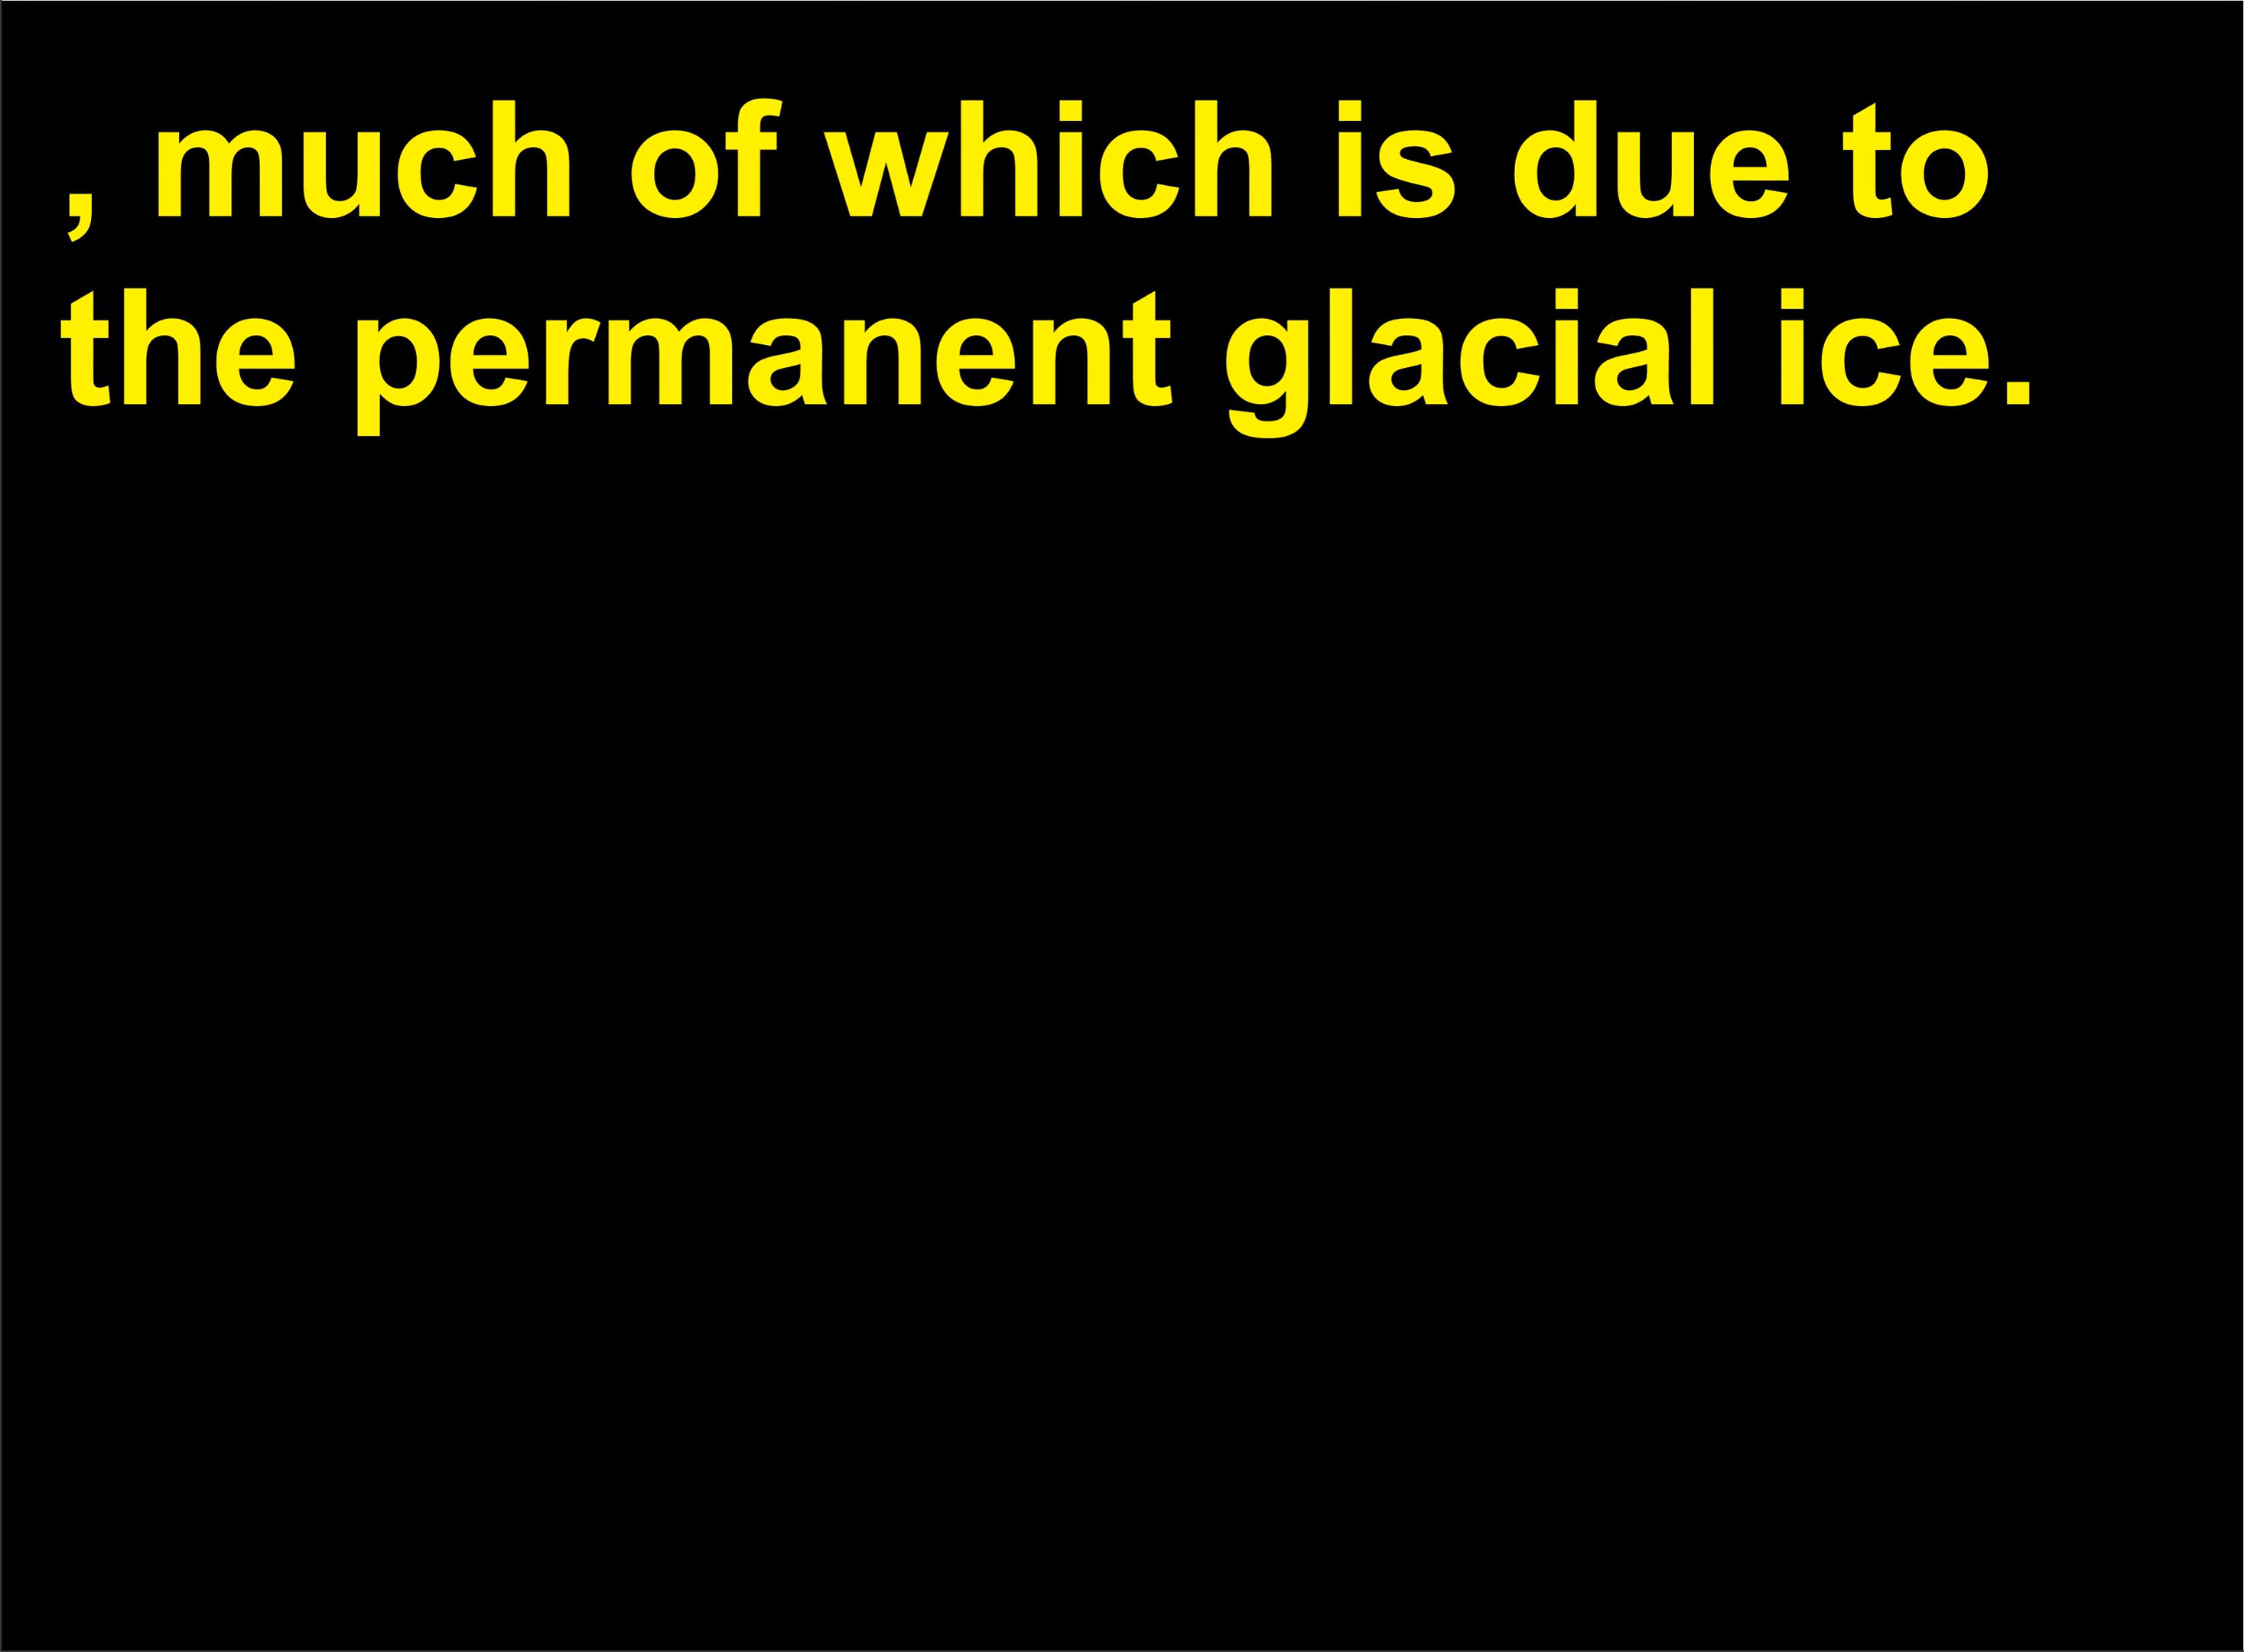 , much of which is due to
the permanent glacial ice.